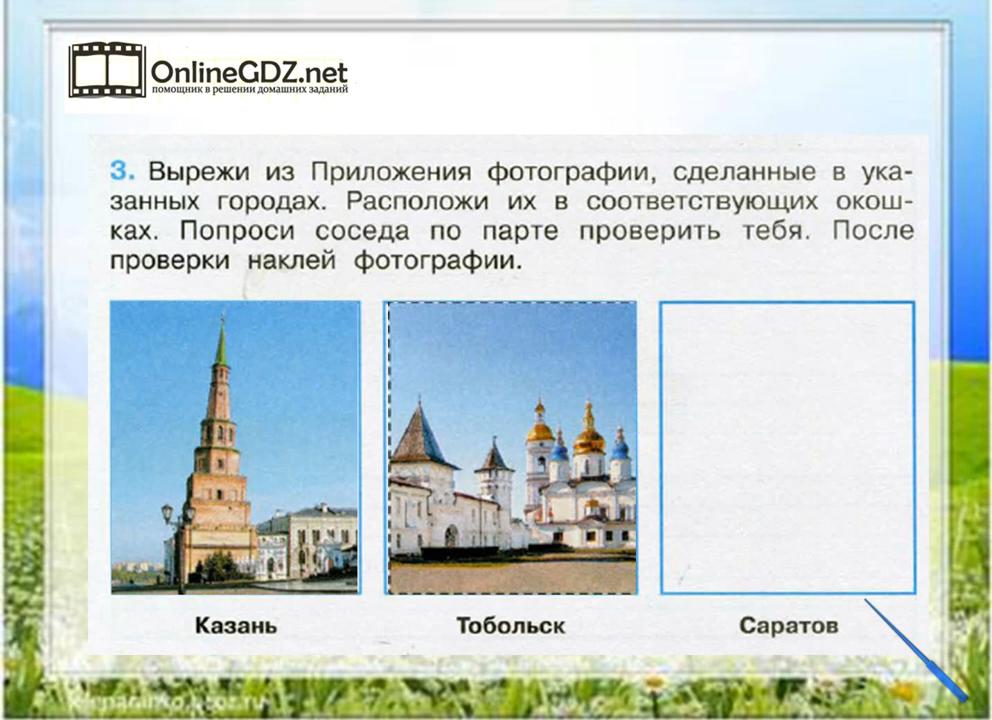 OnlineGDZ.net
помощник в решении домашних заданий
3. Вырежи из Приложения фотографии, сделанные в ука-
занных городах. Расположи их в соответствующих окош-
ках. Попроси соседа по парте проверить тебя. После
проверки наклей фотографии.
Казань
Тобольск
Саратов